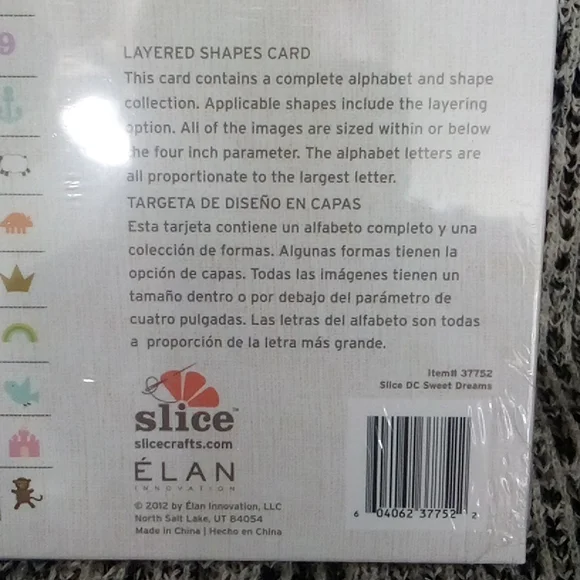 9
LAYERED SHAPES CARD
This card contains a complete alphabet and shape
collection. Applicable shapes include the layering
option. All of the images are sized within or below
the four inch parameter. The alphabet letters are
all proportionate to the largest letter.
TARGETA DE DISEÑO EN CAPAS
Esta tarjeta contiene un alfabeto completo y una
colección de formas. Algunas formas tienen la
opción de capas. Todas las imágenes tienen un
tamaño dentro o por debajo del parámetro de
cuatro pulgadas. Las letras del alfabeto son todas
a proporción de la letra más grande.
Item# 37752
Slice DC Sweet Dreams
slice™
slicecrafts.com
ÉLAN
INNOVATION
© 2012 by Élan Innovation, LLC
North Salt Lake, UT 84054
Made in China | Hecho en China
6 04062 37752 2